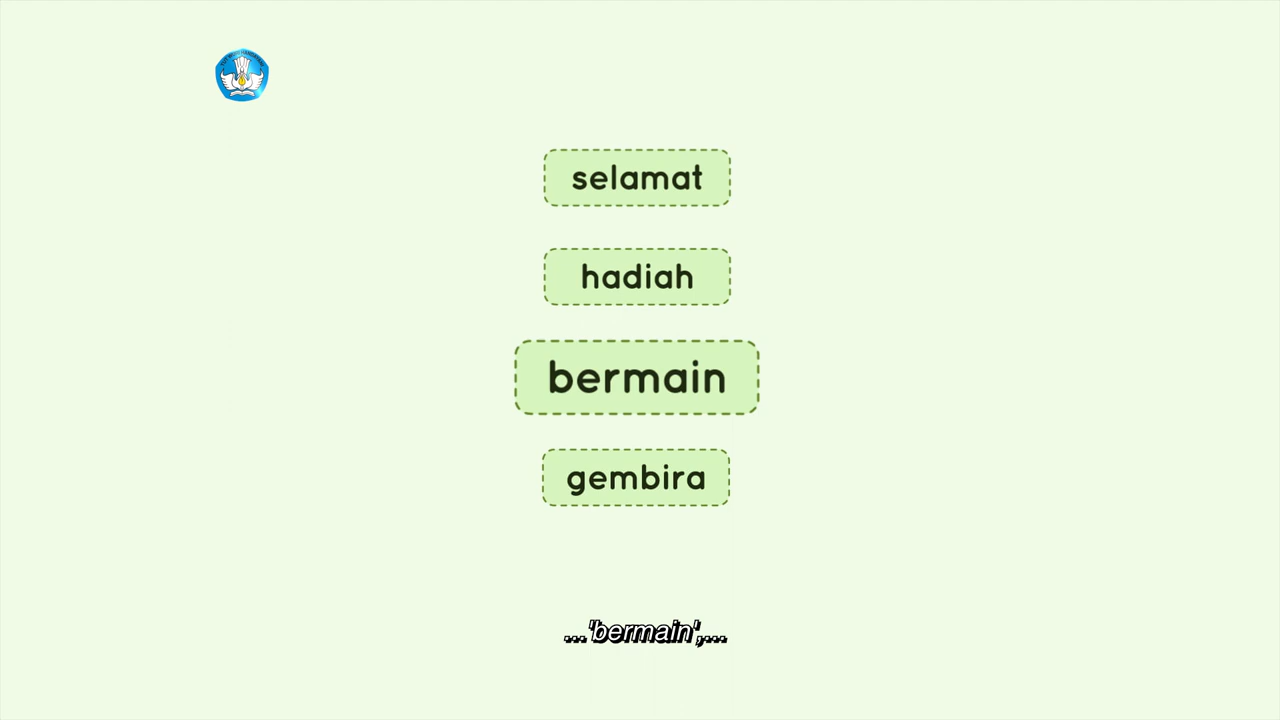 selamat
hadiah
bermain
gembira
...'bermain',...